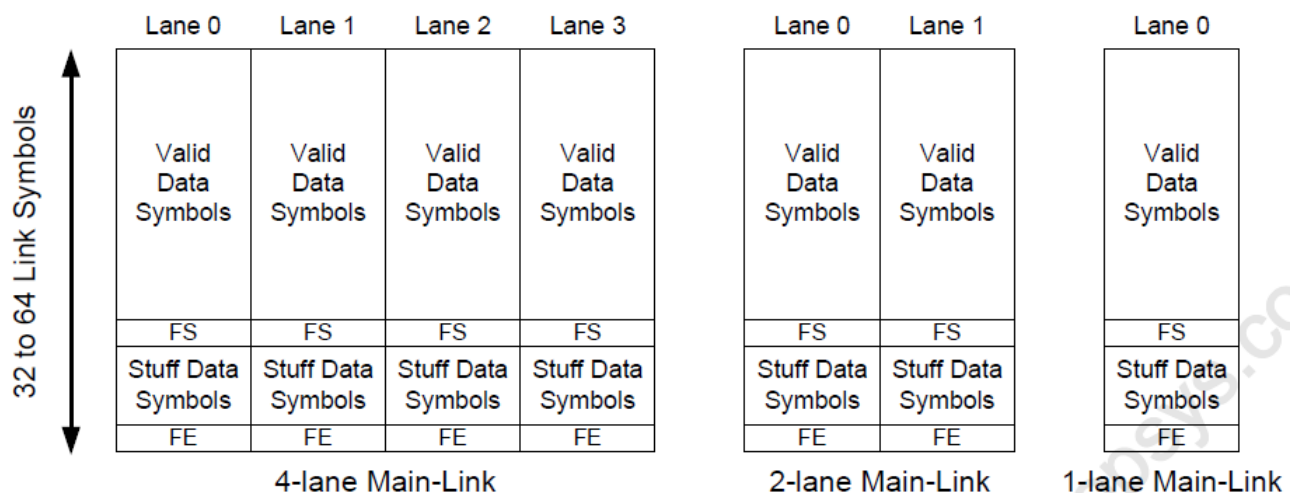 Lane 0 Lane 1 Lane 2 Lane 3 Lane 0 Lane 1 Lane 0
32 to 64 Link Symbols
Valid Valid Valid Valid Valid Valid Valid
Data Data Data Data Data Data Data
Symbols Symbols Symbols Symbols Symbols Symbols Symbols
FS FS FS FS FS FS FS
Stuff Data Stuff Data Stuff Data Stuff Data Stuff Data Stuff Data Stuff Data
Symbols Symbols Symbols Symbols Symbols Symbols Symbols
FE FE FE FE FE FE FE
4-lane Main-Link 2-lane Main-Link 1-lane Main-Link